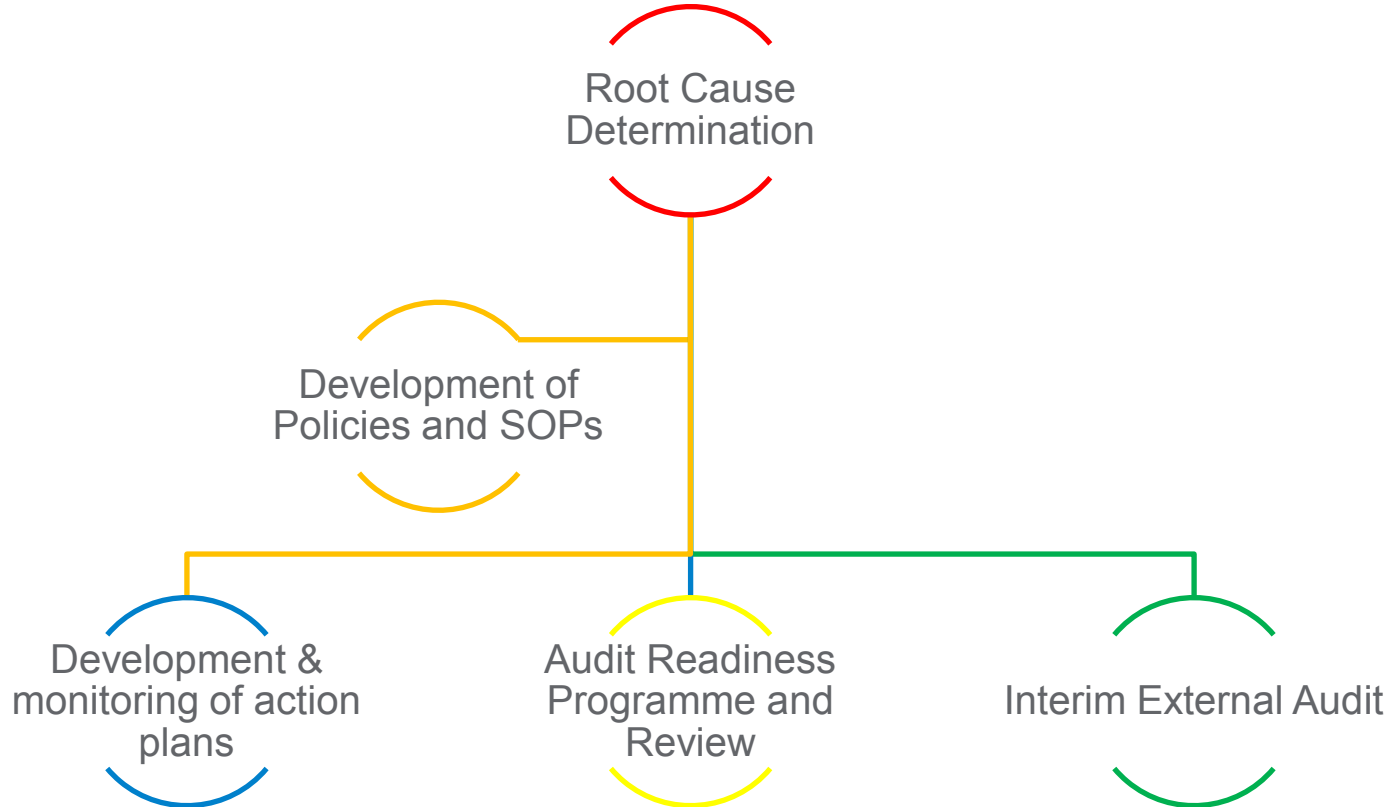 Root Cause
Determination
Development of
Policies and SOPs
Development &
monitoring of action
plans
Audit Readiness
Programme and
Review
Interim External Audit